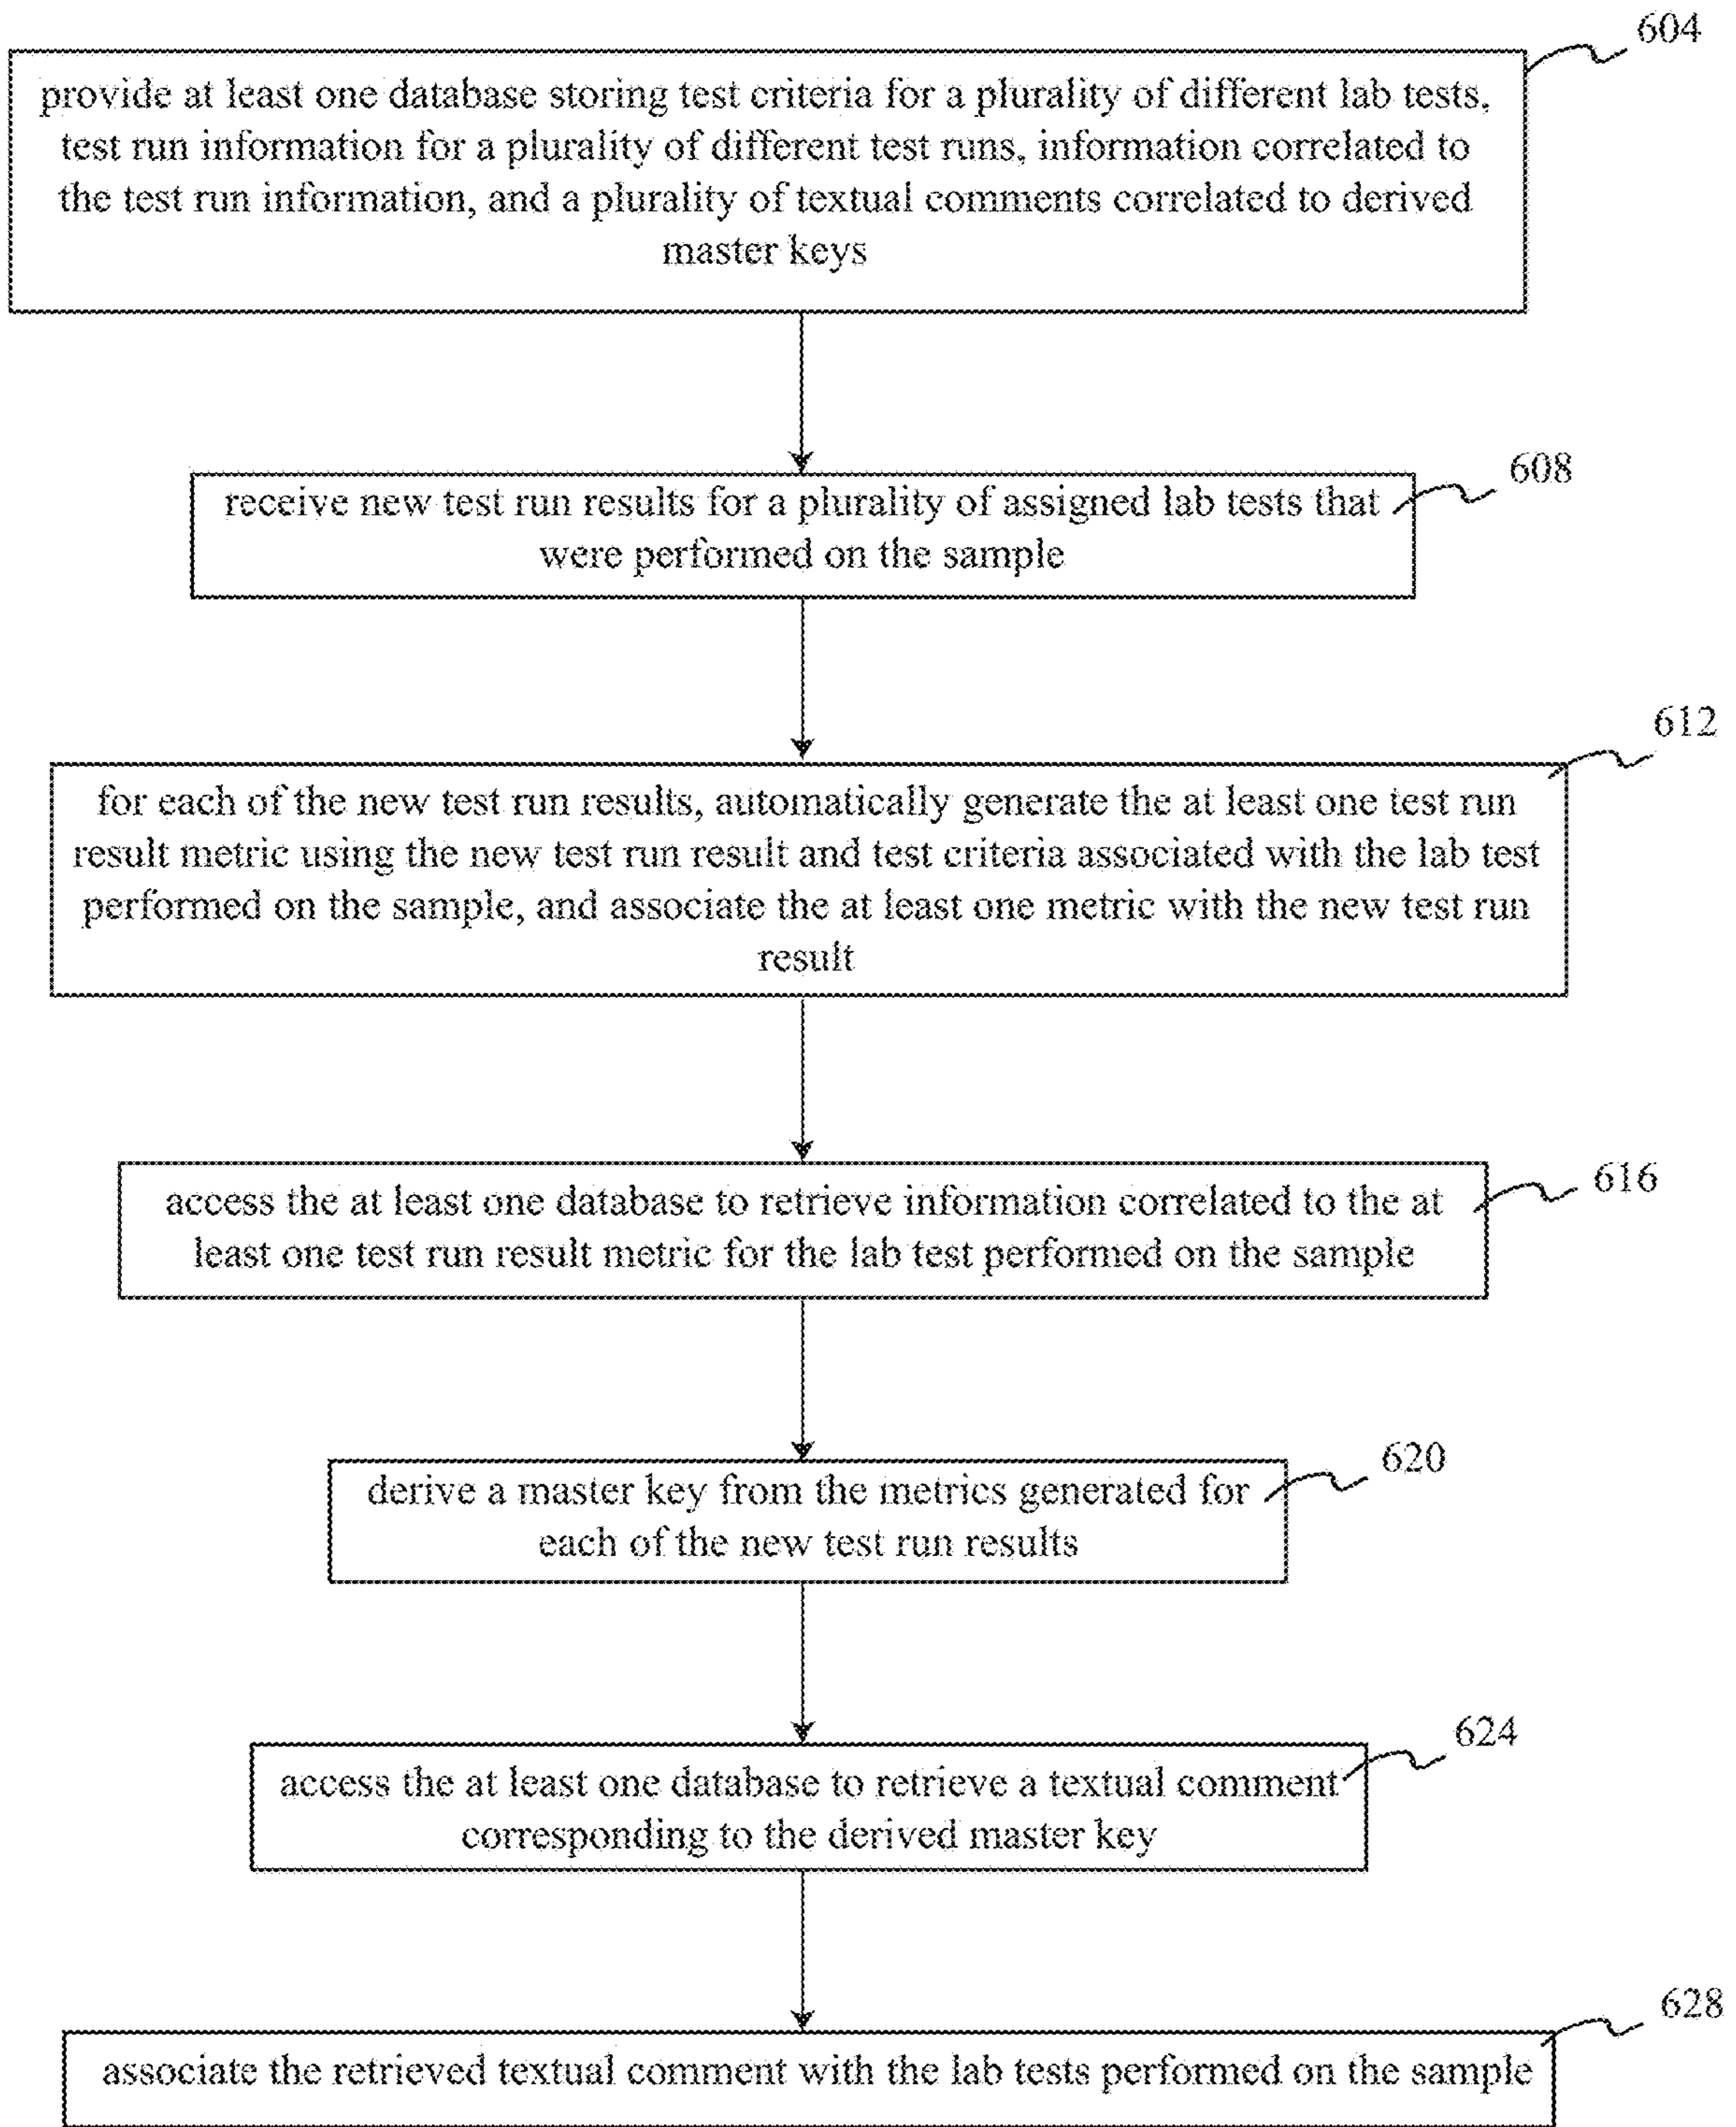 604
provide at least one database storing test criteria for a plurality of different lab tests,
test run information for a plurality of different test runs, information correlated to
the test run information, and a plurality of textual comments correlated to derived
master keys
608
receive new test run results for a plurality of assigned lab tests that
were performed on the sample
612
for each of the new test run results, automatically generate the at least one test run
result metric using the new test run result and test criteria associated with the lab test
performed on the sample, and associate the at least one metric with the new test run
result
616
access the at least one database to retrieve information correlated to the at
least one test run result metric for the lab test performed on the sample
620
derive a master key from the metrics generated for
each of the new test run results
624
access the at least one database to retrieve a textual comment
corresponding to the derived master key
628
associate the retrieved textual comment with the lab tests performed on the sample